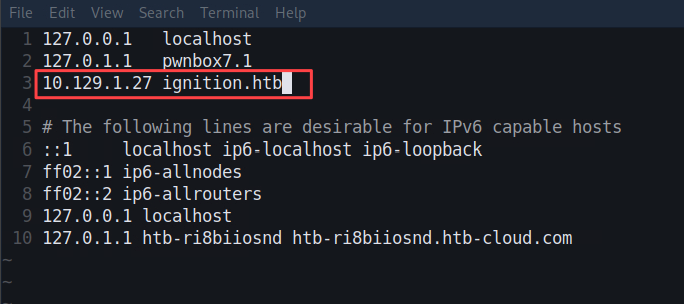 File Edit View Search Terminal Help
1 127.0.0.1 localhost
2 127.0.1.1 pwnbox7.1
3 10.129.1.27 ignition.htb
4
5 # The following lines are desirable for IPv6 capable hosts
6 ::1 localhost ip6-localhost ip6-loopback
7 ff02::1 ip6-allnodes
8 ff02::2 ip6-allrouters
9 127.0.0.1 localhost
10 127.0.1.1 htb-ri8biiosnd htb-ri8biiosnd.htb-cloud.com
~
~